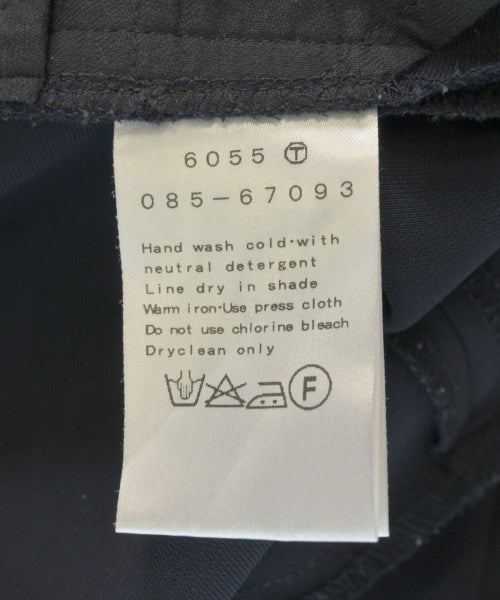 6055 Ⓣ
085-67093
Hand wash cold·with
neutral detergent
Line dry in shade
Warm iron·Use press cloth
Do not use chlorine bleach
Dryclean only
F